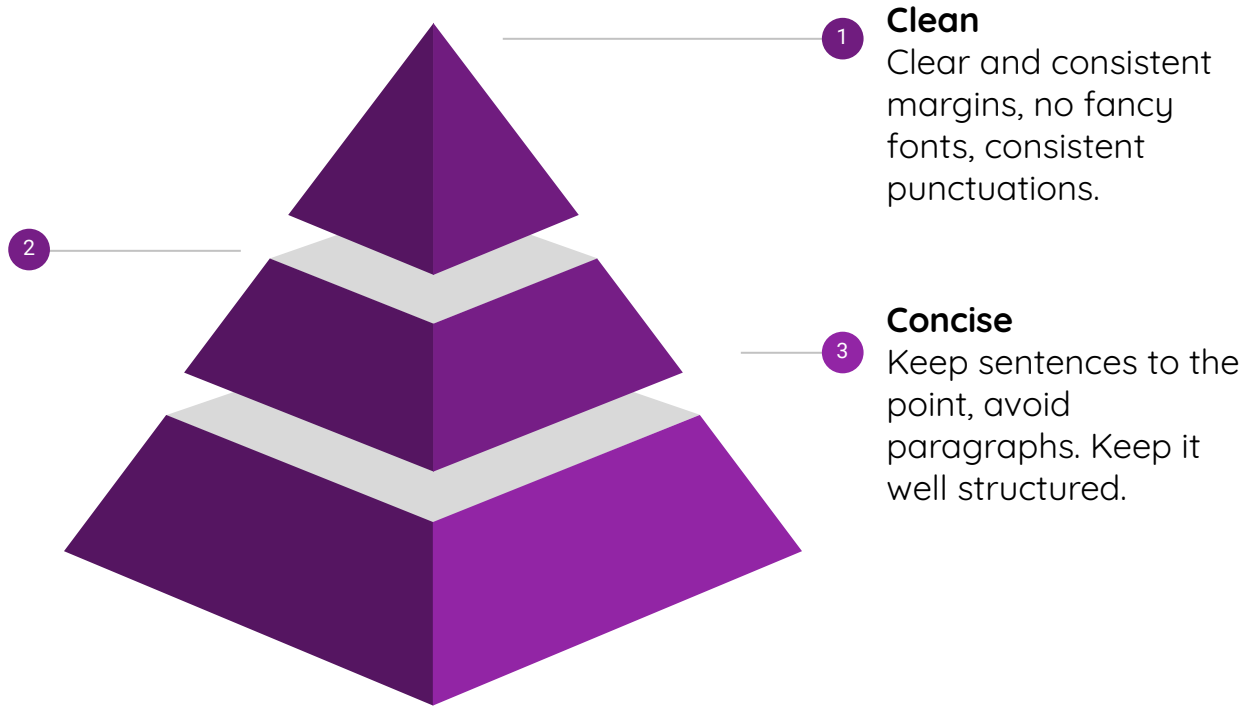 1
Clean
Clear and consistent
margins, no fancy
fonts, consistent
punctuations.
2
3
Concise
Keep sentences to the
point, avoid
paragraphs. Keep it
well structured.